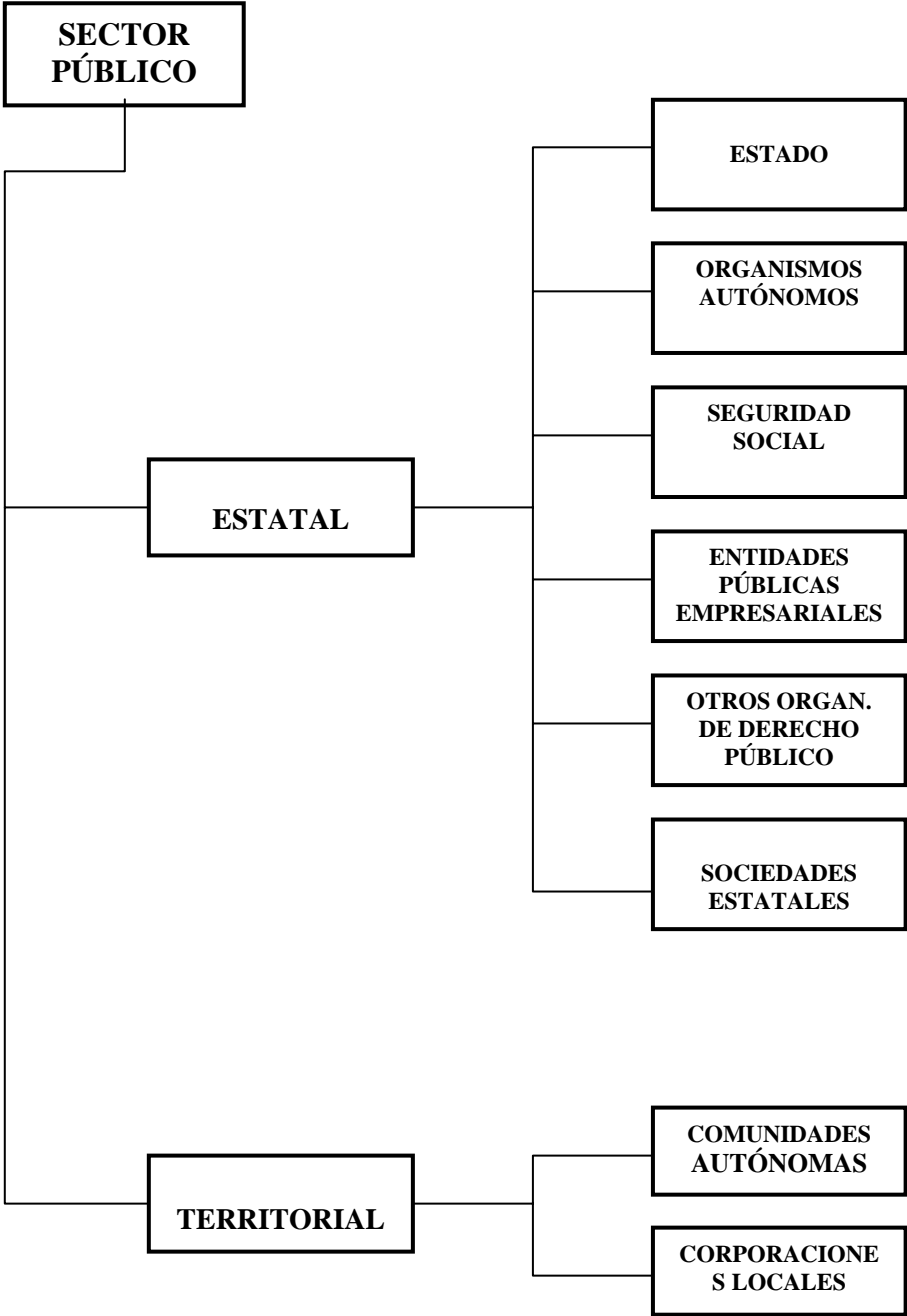 SECTOR
PÚBLICO
ESTADO
ORGANISMOS
AUTÓNOMOS
SEGURIDAD
SOCIAL
ESTATAL
ENTIDADES
PÚBLICAS
EMPRESARIALES
OTROS ORGAN.
DE DERECHO
PÚBLICO
SOCIEDADES
ESTATALES
COMUNIDADES
AUTÓNOMAS
TERRITORIAL
CORPORACIONE
S LOCALES